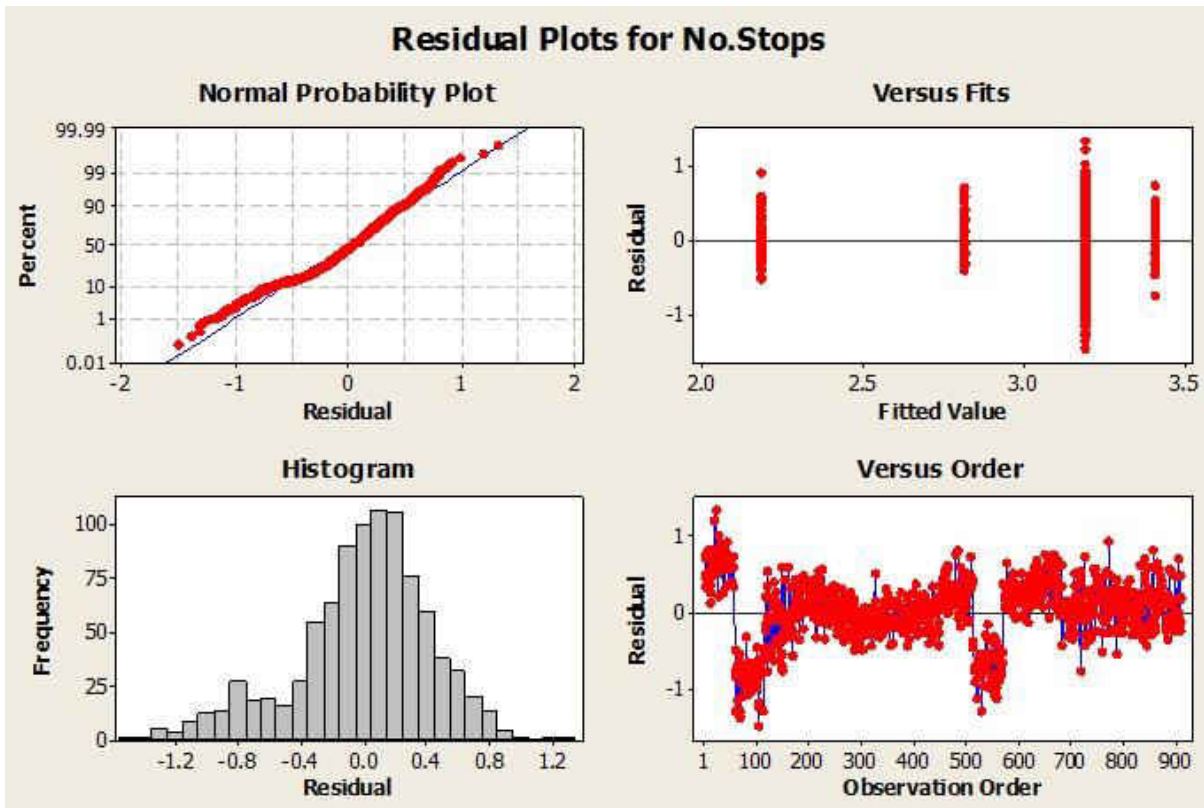 Residual Plots for No.Stops
Normal Probability Plot
99.99
99
90
50
10
1
0.01
Percent
-2 -1 0 1 2
Residual
Versus Fits
1
0
-1
Residual
2.0 2.5 3.0 3.5
Fitted Value
Histogram
100
75
50
25
0
Frequency
-1.2 -0.8 -0.4 0.0 0.4 0.8 1.2
Residual
Versus Order
1
0
-1
Residual
1 100 200 300 400 500 600 700 800 900
Observation Order